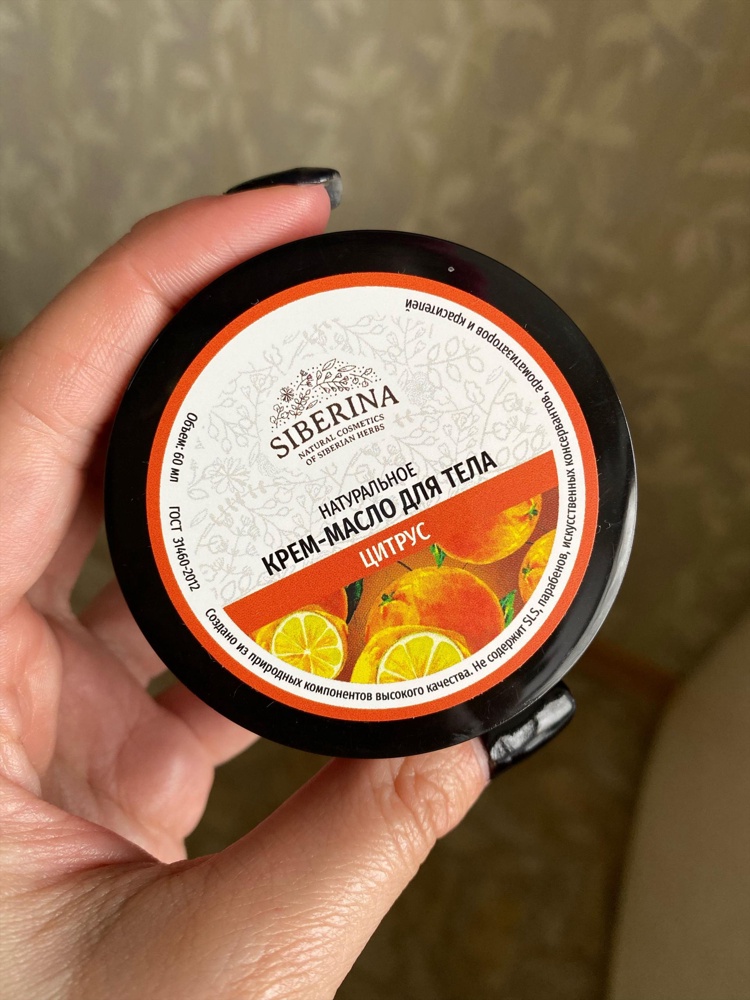 SIBERINA
NATURAL COSMETICS
OF SIBERIAN HERBS
НАТУРАЛЬНОЕ
КРЕМ-МАСЛО ДЛЯ ТЕЛА
ЦИТРУС
Объем: 60 мл
ГОСТ 31460-2012
Создано из природных компонентов высокого качества. Не содержит SLS, парабенов, искусственных консервантов, ароматизаторов и красителей